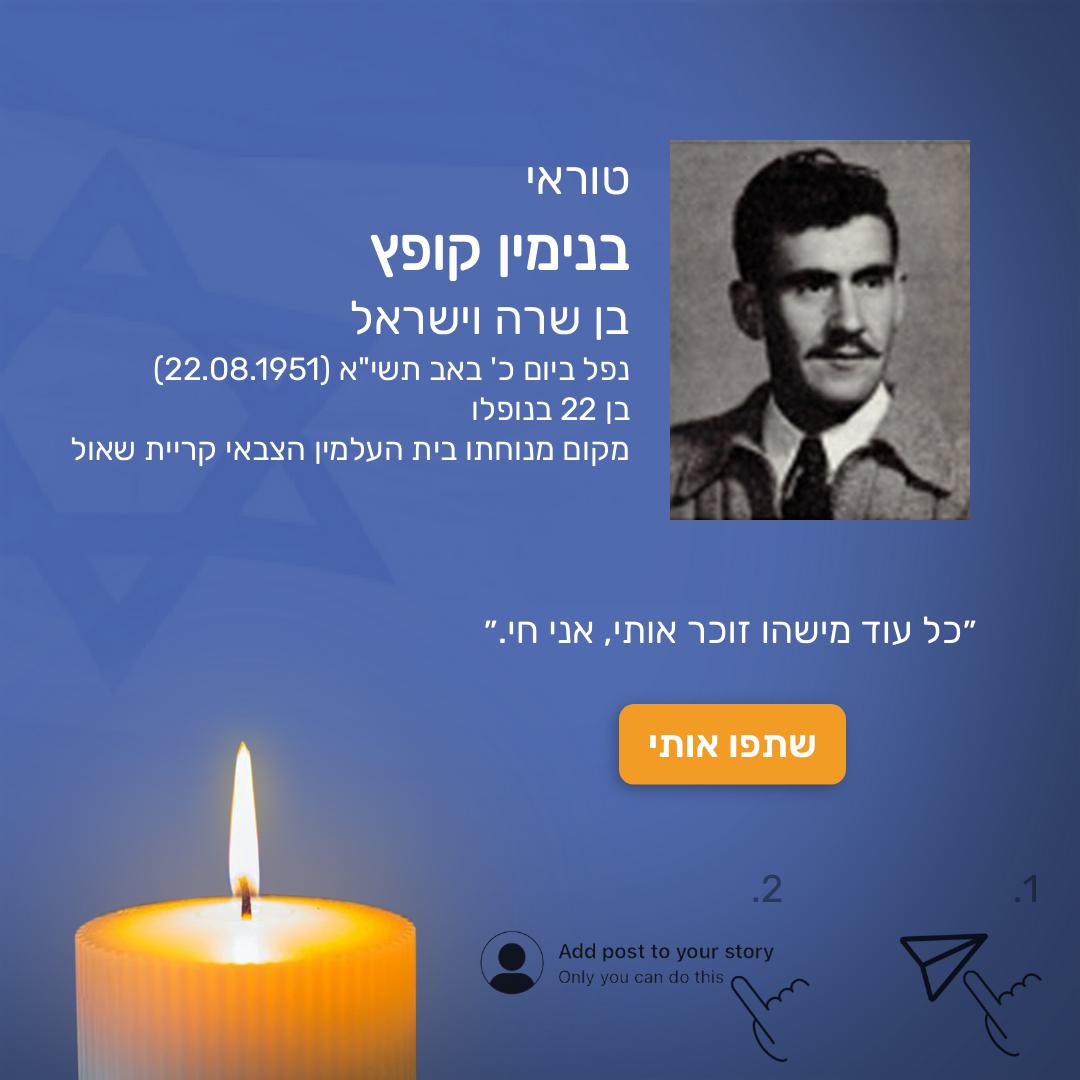 טוראי
בנימין קופץ
בן שרה וישראל
נפל ביום כ' באב תשי"א (22.08.1951)
בן 22 בנופלו
מקום מנוחתו בית העלמין הצבאי קריית שאול
״כל עוד מישהו זוכר אותי, אני חי.״
שתפו אותי
1.
2.
Add post to your story
Only you can do this